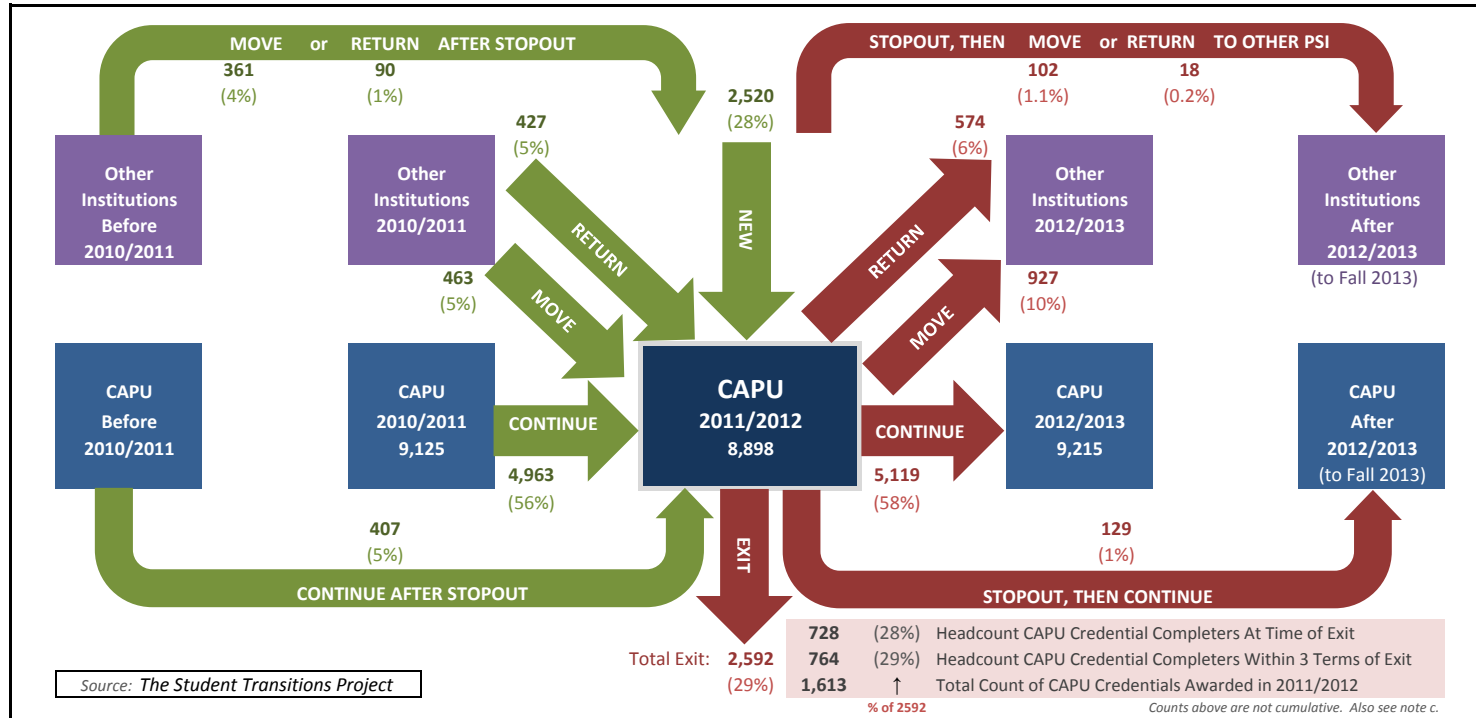 MOVE or RETURN AFTER STOPOUT
361 90
(4%) (1%)
STOPOUT, THEN MOVE or RETURN TO OTHER PSI
102 18
(1.1%) (0.2%)
2,520
(28%)
427
(5%)
574
(6%)
Other
Institutions
Before
2010/2011
Other
Institutions
2010/2011
NEW
Other
Institutions
2012/2013
Other
Institutions
After
2012/2013
(to Fall 2013)
RETURN
RETURN
463
(5%)
MOVE
MOVE
927
(10%)
CAPU
Before
2010/2011
CAPU
2010/2011
9,125
CONTINUE
4,963
(56%)
CAPU
2011/2012
8,898
CONTINUE
5,119
(58%)
CAPU
2012/2013
9,215
CAPU
After
2012/2013
(to Fall 2013)
407
(5%)
CONTINUE AFTER STOPOUT
EXIT
129
(1%)
STOPOUT, THEN CONTINUE
Total Exit: 2,592
(29%)
728 (28%) Headcount CAPU Credential Completers At Time of Exit
764 (29%) Headcount CAPU Credential Completers Within 3 Terms of Exit
1,613 ↑ Total Count of CAPU Credentials Awarded in 2011/2012
% of 2592
Counts above are not cumulative. Also see note c.
Source: The Student Transitions Project